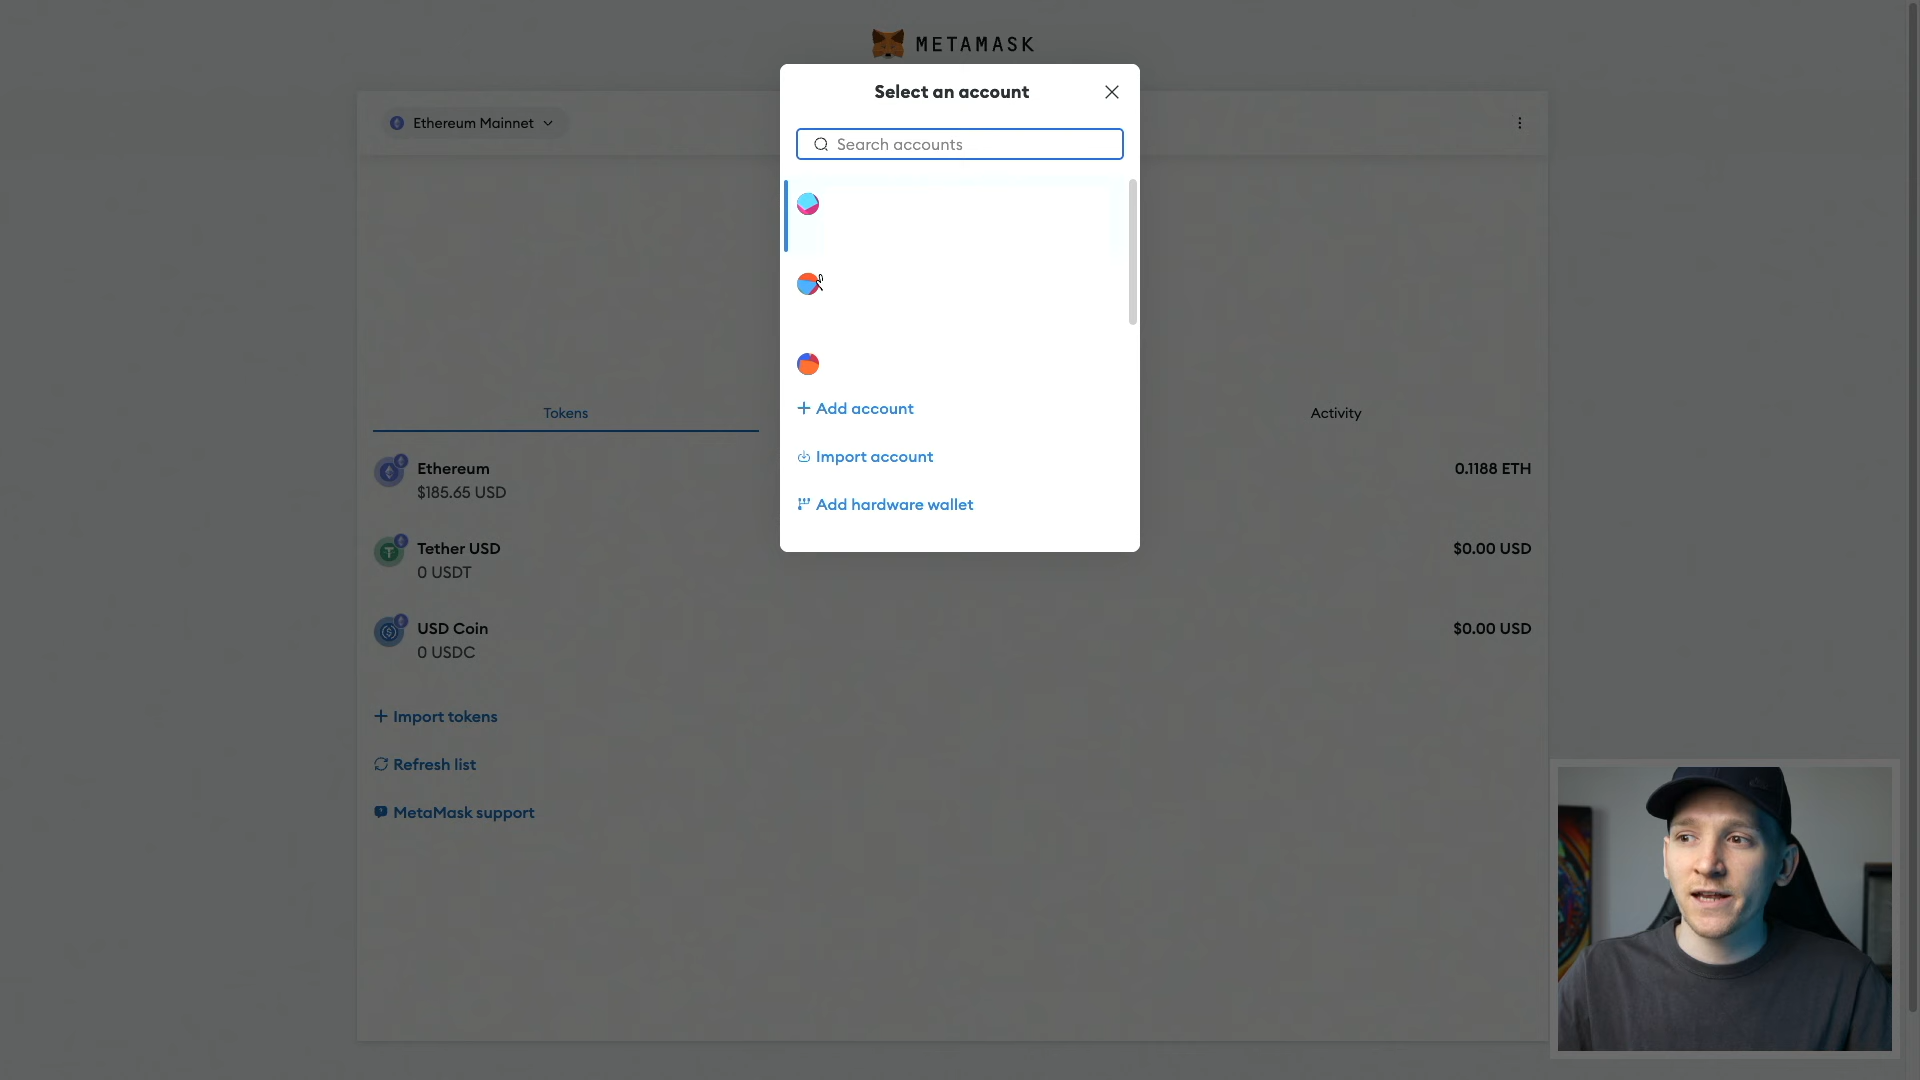 METAMASK
Select an account
Ethereum Mainnet
Search accounts
+ Add account
Tokens
Activity
Import account
Ethereum
0.1188 ETH
$185.65 USD
Add hardware wallet
Tether USD
$0.00 USD
0 USDT
USD Coin
$0.00 USD
0 USDC
+ Import tokens
Refresh list
MetaMask support